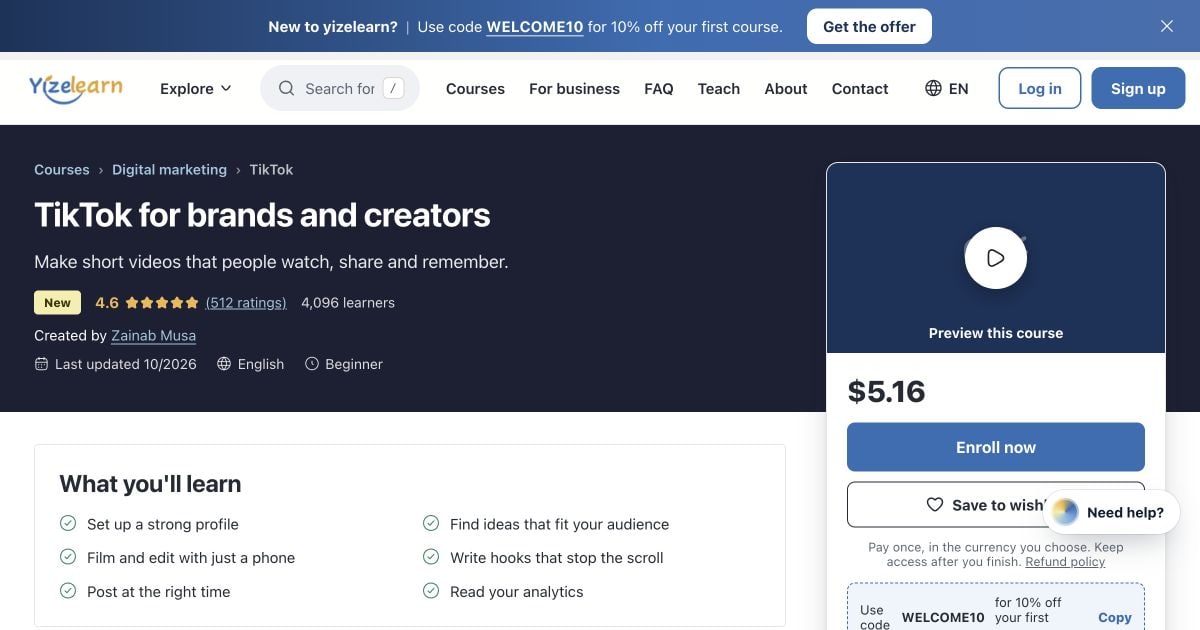 New to yizelearn? | Use code WELCOME10 for 10% off your first course. Get the offer
Yizelearn Explore Search for / Courses For business FAQ Teach About Contact EN Log in Sign up
Courses › Digital marketing › TikTok
TikTok for brands and creators
Make short videos that people watch, share and remember.
New 4.6 (512 ratings) 4,096 learners
Created by Zainab Musa
Last updated 10/2026 English Beginner
Preview this course
$5.16
Enroll now
Save to wish
Need help?
Pay once, in the currency you choose. Keep
access after you finish. Refund policy
Use
code
WELCOME10
for 10% off
your first
Copy
What you'll learn
Set up a strong profile
Find ideas that fit your audience
Film and edit with just a phone
Write hooks that stop the scroll
Post at the right time
Read your analytics